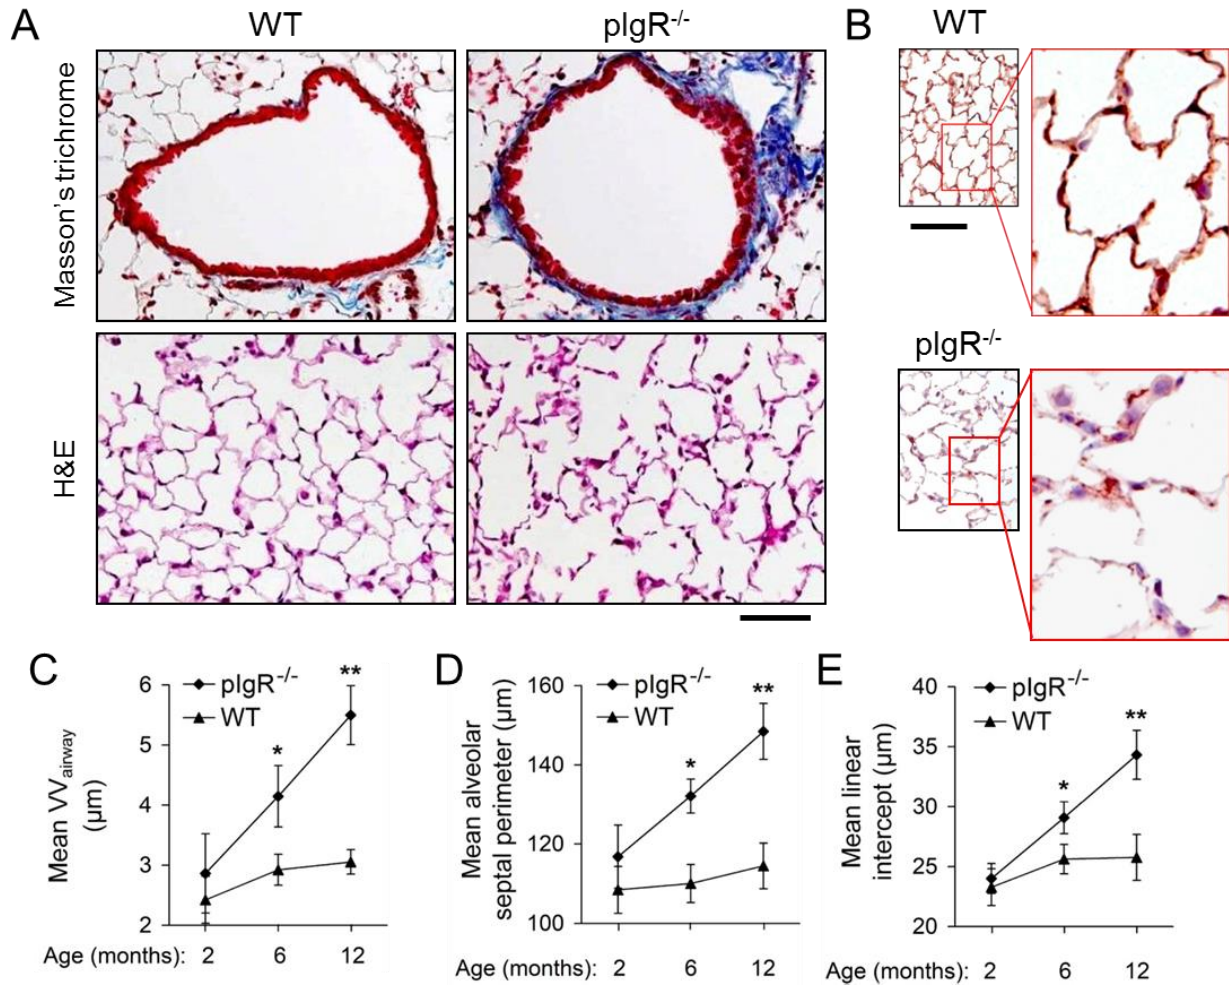 A
WT
pIgR-/-
Masson's trichrome
H&E
B
WT
pIgR-/-
C
pIgR-/-
WT
*
**
Mean VVairway
(µm)
6
5
4
3
2
Age (months): 2 6 12
D
pIgR-/-
WT
*
**
Mean alveolar
septal perimeter (µm)
160
140
120
100
Age (months): 2 6 12
E
pIgR-/-
WT
*
**
Mean linear
intercept (µm)
40
35
30
25
20
Age (months): 2 6 12